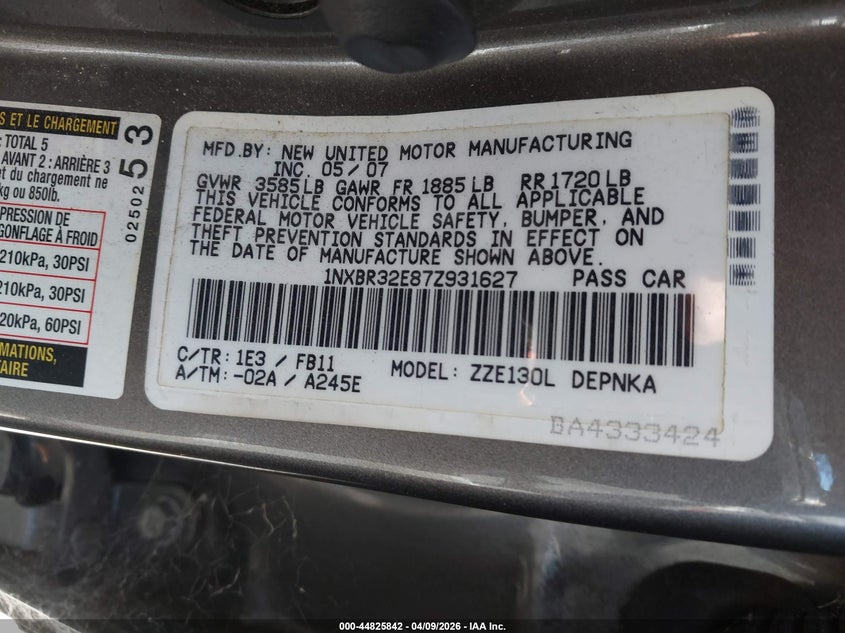 S ET LE CHARGEMENT
: TOTAL 5
AVANT 2 : ARRIÈRE 3
et du chargement ne
kg ou 850lb.
PRESSION DE
GONFLAGE À FROID
210kPa, 30PSI
210kPa, 30PSI
20kPa, 60PSI
MATIONS,
TAIRE
02502
53
MFD.BY: NEW UNITED MOTOR MANUFACTURING
INC. 05/07
GVWR 3585LB GAWR FR 1885LB RR1720LB
THIS VEHICLE CONFORMS TO ALL APPLICABLE
FEDERAL MOTOR VEHICLE SAFETY, BUMPER, AND
THEFT PREVENTION STANDARDS IN EFFECT ON
THE DATE OF MANUFACTURE SHOWN ABOVE.
1NXBR32E87Z931627 PASS CAR
C/TR: 1E3 / FB11
A/TM: -02A / A245E
MODEL: ZZE130L DEPNKA
BA4333424
000-44825842 | 04/09/2026 - IAA Inc.